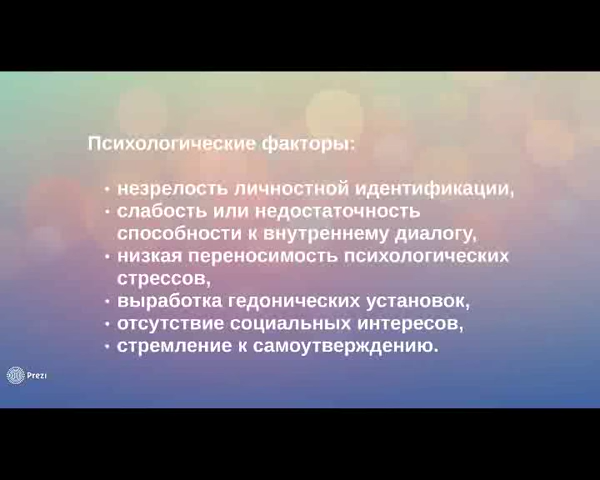 Психологические факторы:
• незрелость личностной идентификации,
• слабость или недостаточность
способности к внутреннему диалогу,
• низкая переносимость психологических
стрессов,
• выработка гедонических установок,
• отсутствие социальных интересов,
• стремление к самоутверждению.
Prezi